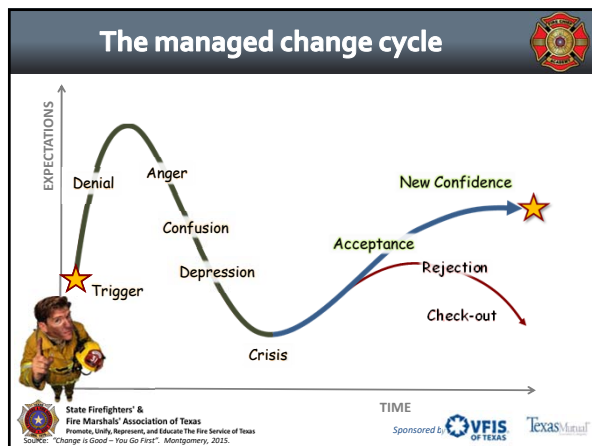 The managed change cycle
EXPECTATIONS
Denial
Anger
Confusion
Depression
Trigger
Crisis
New Confidence
Acceptance
Rejection
Check-out
TIME
State Firefighters' &
Fire Marshals' Association of Texas
Promote, Unify, Represent, and Educate The Fire Service of Texas
Source: "Change is Good – You Go First". Montgomery, 2015.
Sponsored by
VFIS
OF TEXAS
TexasMutual